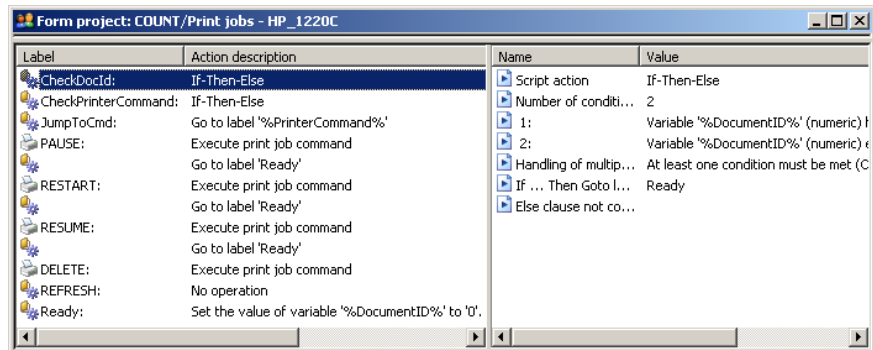 Form project: COUNT/Print jobs - HP_1220C
Label Action description
CheckDocId: If-Then-Else
CheckPrinterCommand: If-Then-Else
JumpToCmd: Go to label '%PrinterCommand%'
PAUSE: Execute print job command
Go to label 'Ready'
RESTART: Execute print job command
Go to label 'Ready'
RESUME: Execute print job command
Go to label 'Ready'
DELETE: Execute print job command
REFRESH: No operation
Ready: Set the value of variable '%DocumentID%' to '0'.
Name Value
Script action If-Then-Else
Number of conditi... 2
1: Variable '%DocumentID%' (numeric)
2: Variable '%DocumentID%' (numeric)
Handling of multip... At least one condition must be met (C
If ... Then Goto l... Ready
Else clause not co...